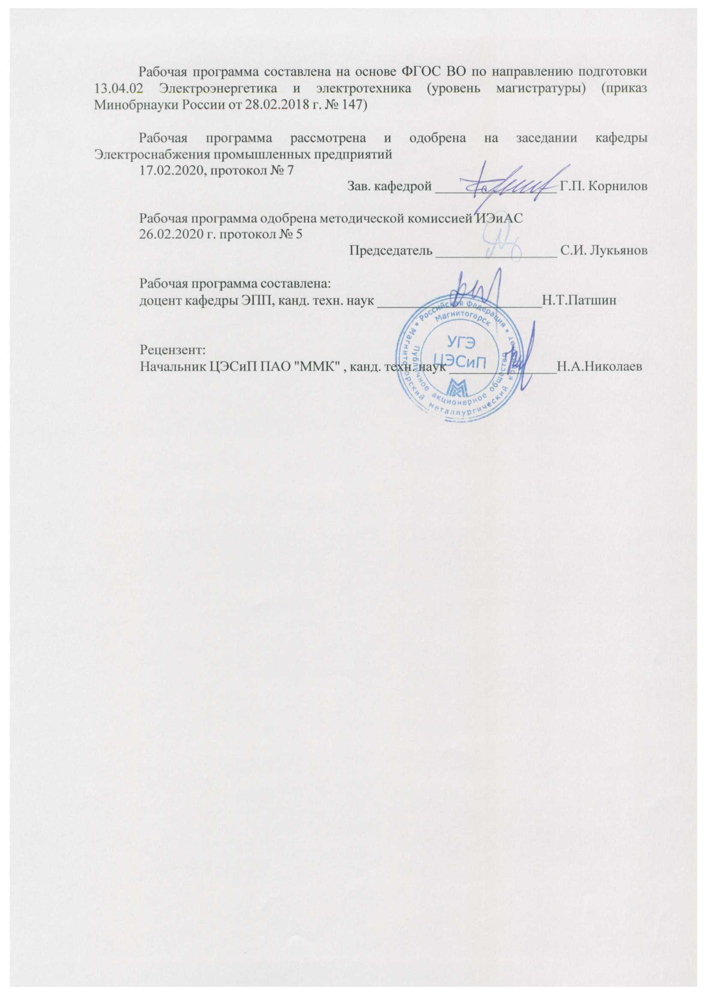 Рабочая программа составлена на основе ФГОС ВО по направлению подготовки
13.04.02 Электроэнергетика и электротехника (уровень магистратуры) (приказ
Минобрнауки России от 28.02.2018 г. № 147)
Рабочая программа рассмотрена и одобрена на заседании кафедры
Электроснабжения промышленных предприятий
17.02.2020, протокол № 7
Зав. кафедрой ____________________ Г.П. Корнилов
Рабочая программа одобрена методической комиссией ИЭиАС
26.02.2020 г. протокол № 5
Председатель ____________________ С.И. Лукьянов
Рабочая программа составлена:
доцент кафедры ЭПП, канд. техн. наук ___________________________Н.Т.Патшин
Рецензент:
Начальник ЦЭСиП ПАО "ММК" , канд. техн. наук __________________Н.А.Николаев
Российская Федерация * Магнитогорский металлургический комбинат *
Магнитогорск
Публичное акционерное общество
УГЭ
ЦЭСиП